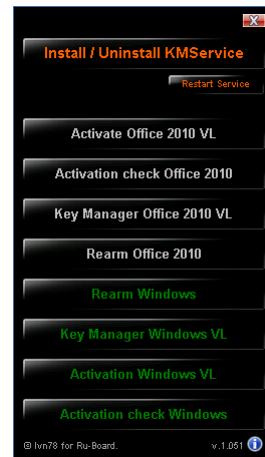 Install / Uninstall KMService
Restart Service
Activate Office 2010 VL
Activation check Office 2010
Key Manager Office 2010 VL
Rearm Office 2010
Rearm Windows
Key Manager Windows VL
Activation Windows VL
Activation check Windows
© lvn78 for Ru-Board. v.1.051